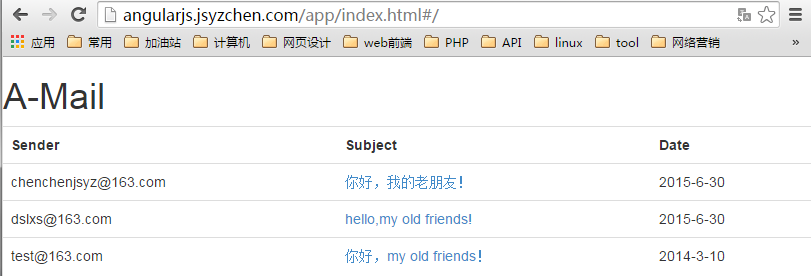 angularjs.jsyzchen.com/app/index.html#/
应用 常用 加油站 计算机 网页设计 web前端 PHP API linux tool 网络营销 »
A-Mail
Sender Subject Date
chenchenjsyz@163.com 你好，我的老朋友！ 2015-6-30
dslxs@163.com hello,my old friends! 2015-6-30
test@163.com 你好，my old friends！ 2014-3-10